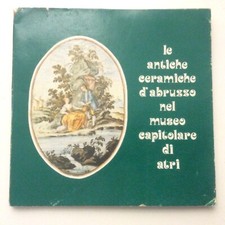 le
antiche
ceramiche
d'abruzzo
nel
museo
capitolare
di
atri